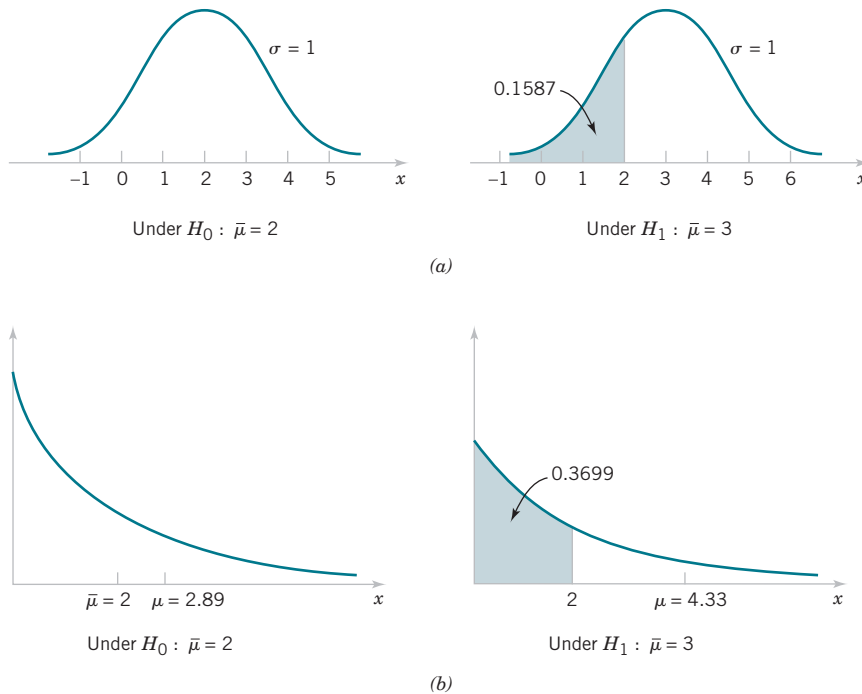 σ = 1
–1 0 1 2 3 4 5 x
Under H₀ : μ̄ = 2
σ = 1
0.1587
–1 0 1 2 3 4 5 6 x
Under H₁ : μ̄ = 3
(a)
μ̄ = 2 μ = 2.89 x
Under H₀ : μ̄ = 2
0.3699
2 μ = 4.33 x
Under H₁ : μ̄ = 3
(b)